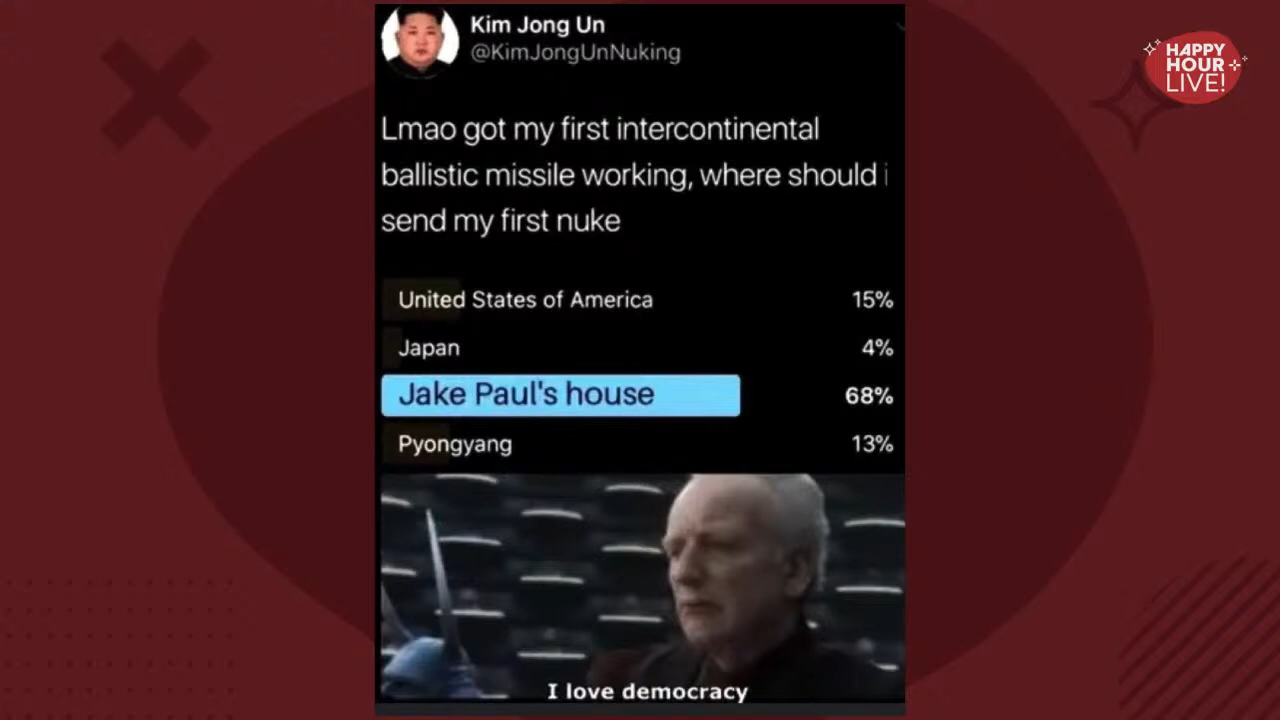 Kim Jong Un
@KimJongUnNuking
HAPPY
HOUR
LIVE!
Lmao got my first intercontinental
ballistic missile working, where should i
send my first nuke
United States of America 15%
Japan 4%
Jake Paul's house 68%
Pyongyang 13%
I love democracy